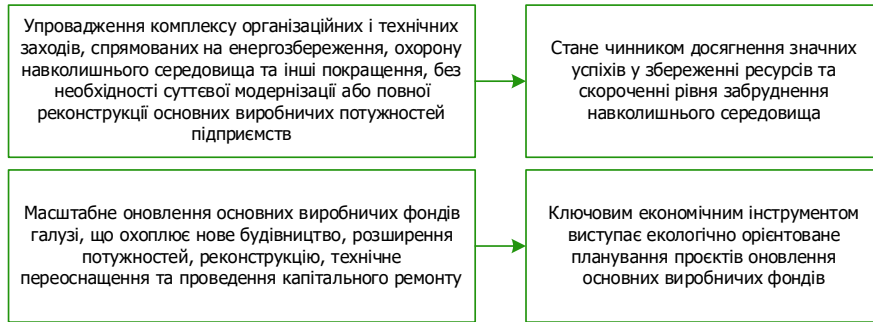 Упровадження комплексу організаційних і технічних
заходів, спрямованих на енергозбереження, охорону
навколишнього середовища та інші покращення, без
необхідності суттєвої модернізації або повної
реконструкції основних виробничих потужностей
підприємств
Стане чинником досягнення значних
успіхів у збереженні ресурсів та
скороченні рівня забруднення
навколишнього середовища
Масштабне оновлення основних виробничих фондів
галузі, що охоплює нове будівництво, розширення
потужностей, реконструкцію, технічне
переоснащення та проведення капітального ремонту
Ключовим економічним інструментом
виступає екологічно орієнтоване
планування проєктів оновлення
основних виробничих фондів